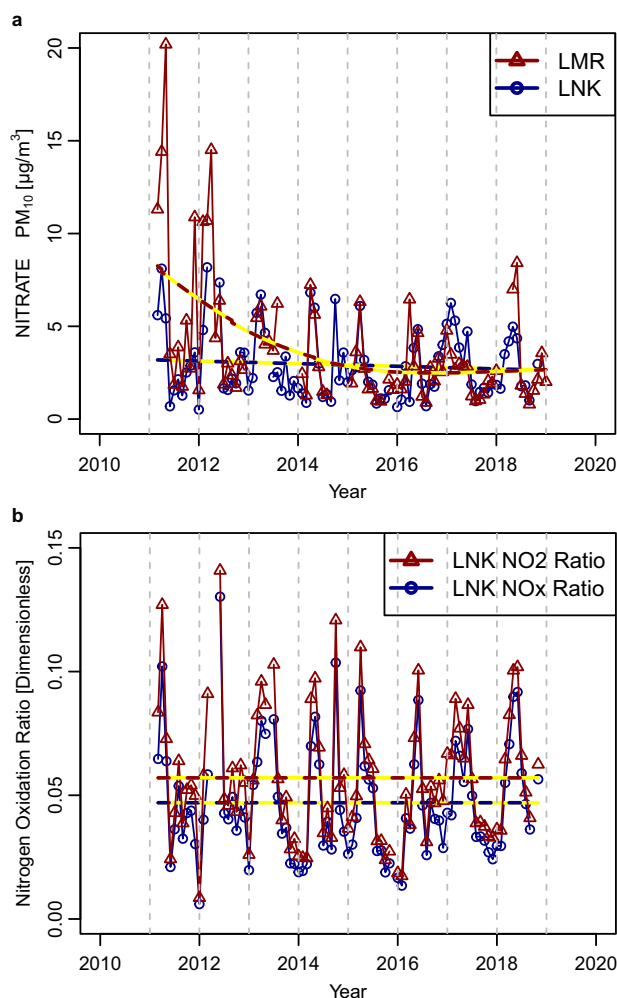 a
NITRATE PM10 [µg/m3]
20
15
10
5
0
LMR
LNK
2010 2012 2014 2016 2018 2020
Year
b
Nitrogen Oxidation Ratio [Dimensionless]
0.15
0.10
0.05
0.00
LNK NO2 Ratio
LNK NOx Ratio
2010 2012 2014 2016 2018 2020
Year